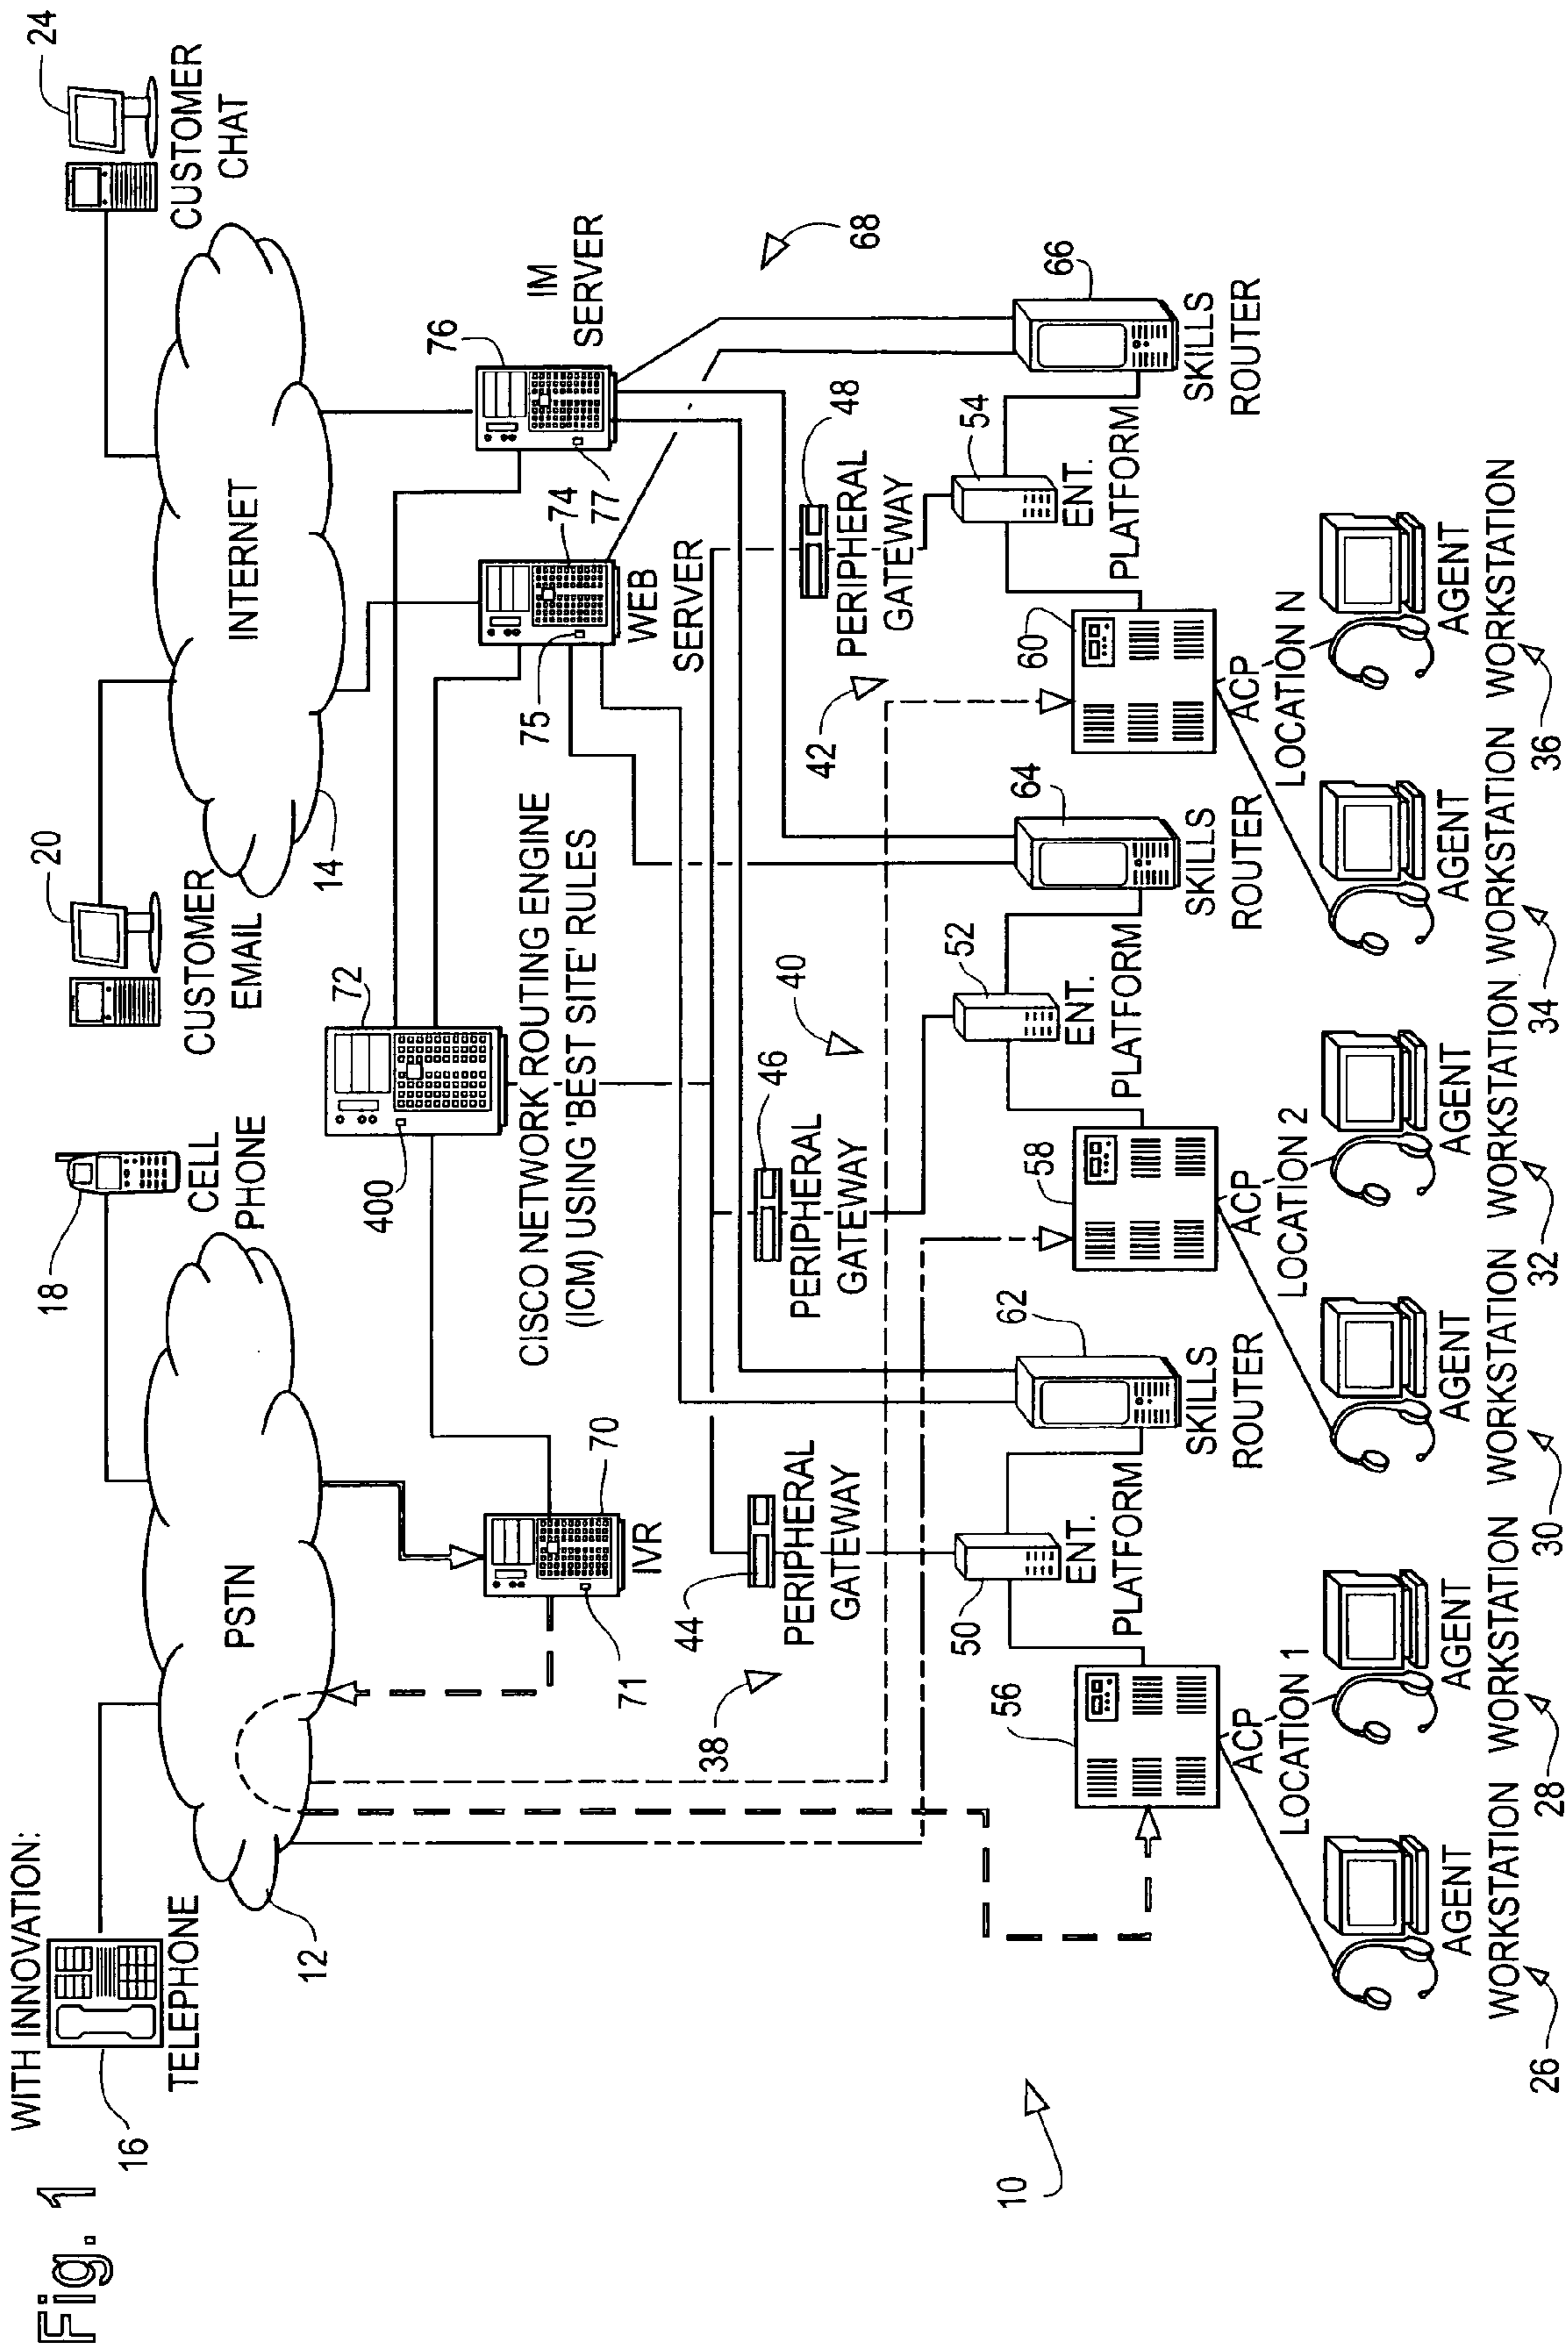 Fig. 1
WITH INNOVATION:
16
TELEPHONE
18
CELL
PHONE
20
CUSTOMER
EMAIL
24
CUSTOMER
CHAT
12
PSTN
14
INTERNET
400
72
CISCO NETWORK ROUTING ENGINE
(ICM) USING 'BEST SITE' RULES
71
70
IVR
75
74
WEB
SERVER
77
76
IM
SERVER
68
38
44
PERIPHERAL
GATEWAY
40
46
PERIPHERAL
GATEWAY
42
48
PERIPHERAL
GATEWAY
10
50
ENT.
PLATFORM
52
ENT.
PLATFORM
54
ENT.
PLATFORM
56
62
SKILLS
ROUTER
58
64
SKILLS
ROUTER
60
66
SKILLS
ROUTER
ACP
LOCATION 1
ACP
LOCATION 2
ACP
LOCATION N
AGENT
WORKSTATION
26
AGENT
WORKSTATION
28
AGENT
WORKSTATION
30
AGENT
WORKSTATION
32
AGENT
WORKSTATION
34
AGENT
WORKSTATION
36